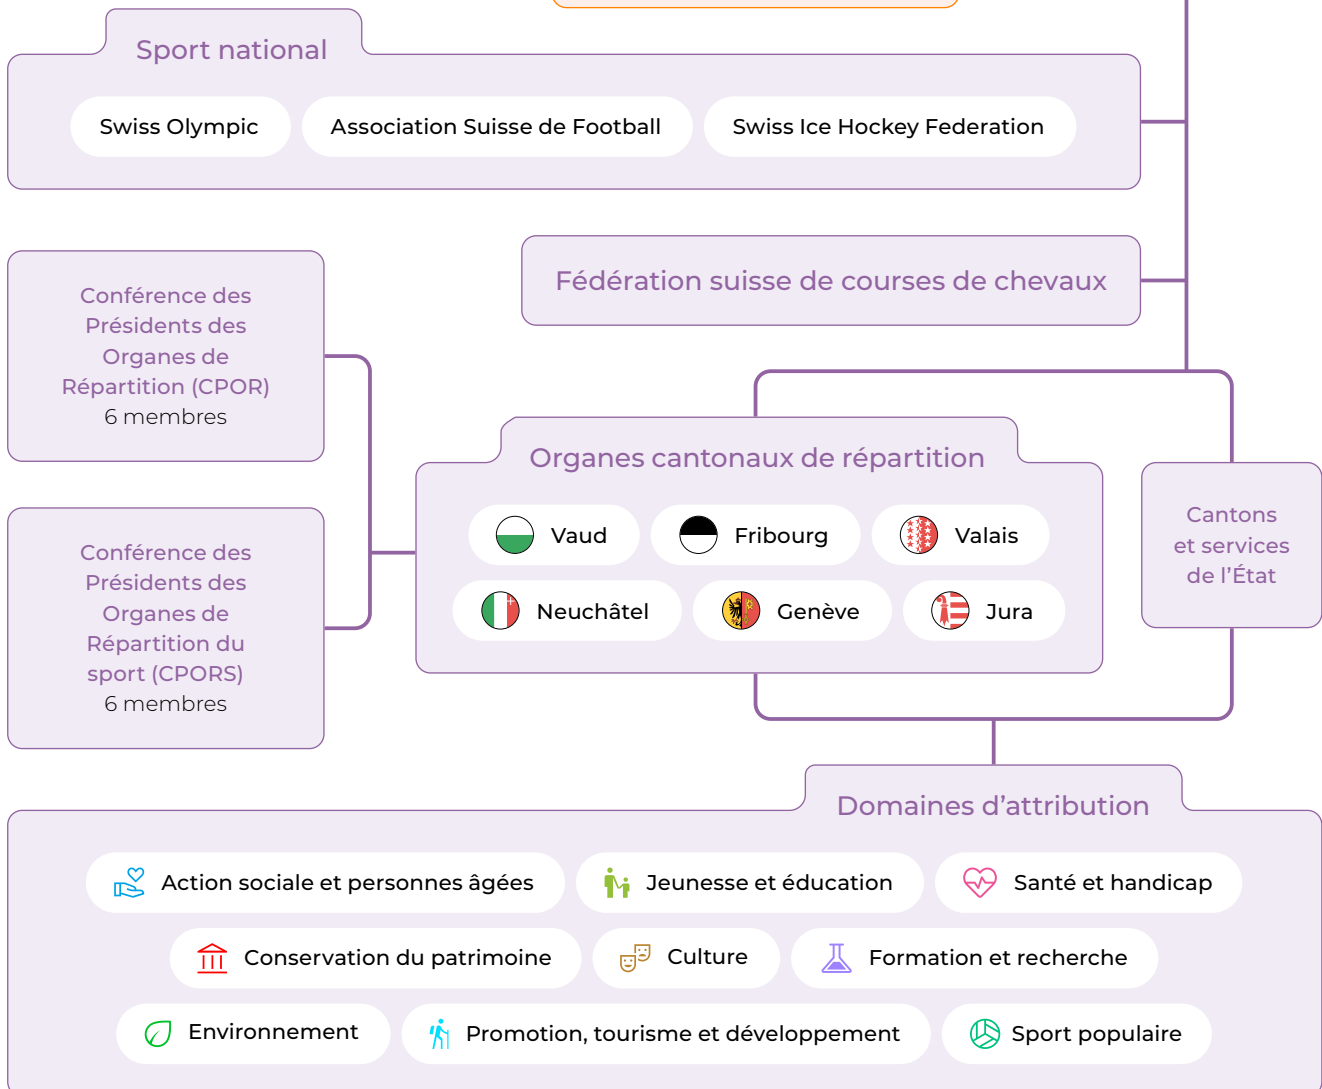 Sport national
Swiss Olympic
Association Suisse de Football
Swiss Ice Hockey Federation
Fédération suisse de courses de chevaux
Conférence des
Présidents des
Organes de
Répartition (CPOR)
6 membres
Conférence des
Présidents des
Organes de
Répartition du
sport (CPORS)
6 membres
Organes cantonaux de répartition
Vaud
Fribourg
Valais
Neuchâtel
Genève
Jura
Cantons
et services
de l’État
Domaines d’attribution
Action sociale et personnes âgées
Jeunesse et éducation
Santé et handicap
Conservation du patrimoine
Culture
Formation et recherche
Environnement
Promotion, tourisme et développement
Sport populaire